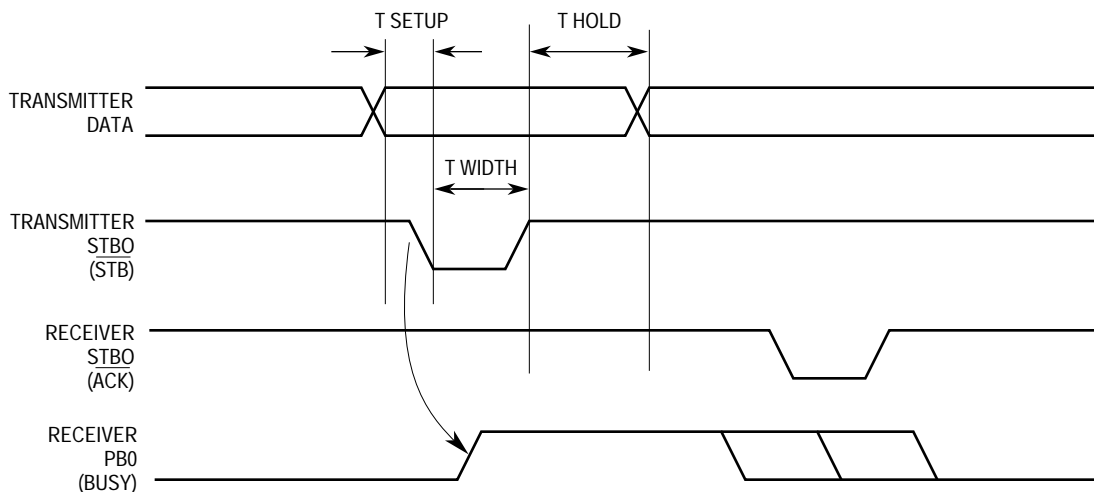 T SETUP
T HOLD
TRANSMITTER
DATA
T WIDTH
TRANSMITTER
STBO
(STB)
RECEIVER
STBO
(ACK)
RECEIVER
PB0
(BUSY)